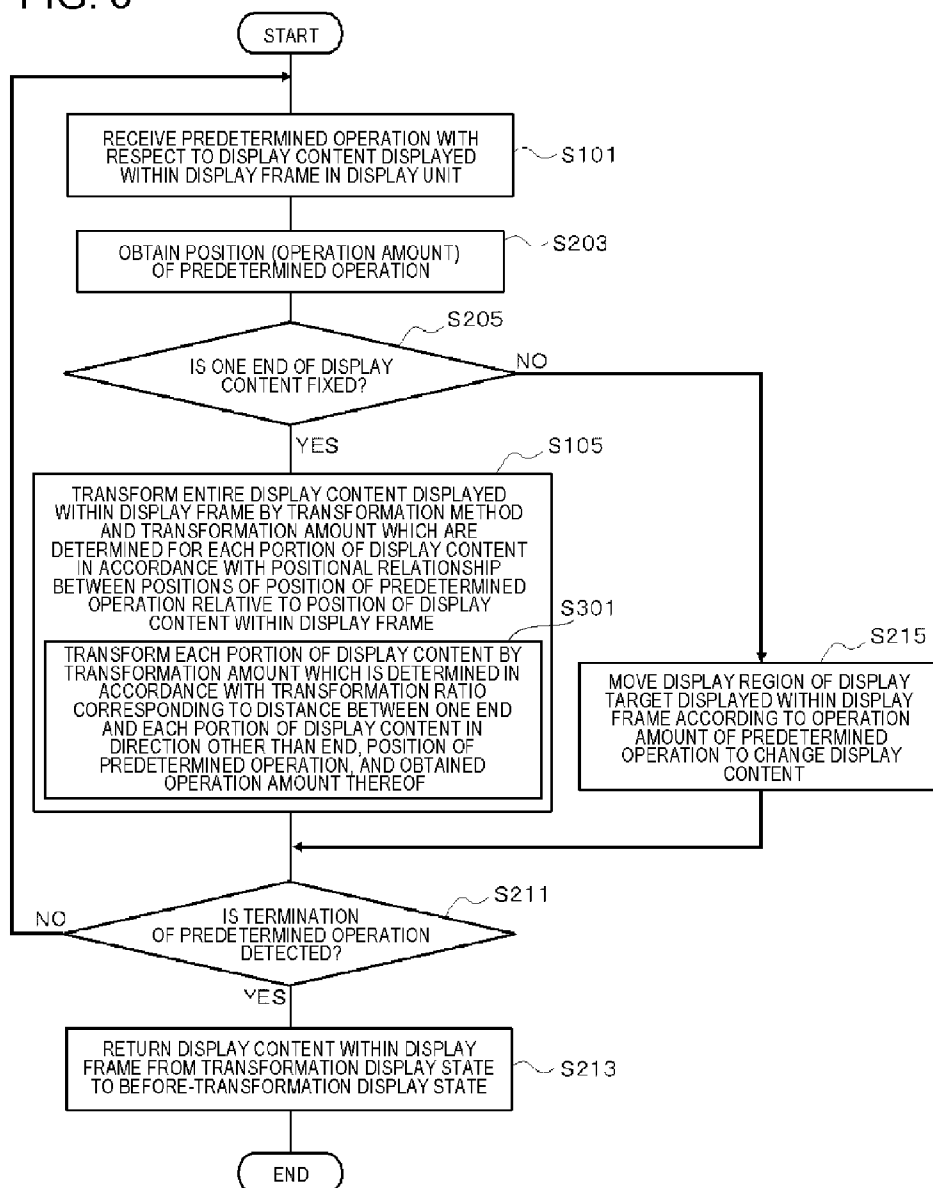 START
RECEIVE PREDETERMINED OPERATION WITH
RESPECT TO DISPLAY CONTENT DISPLAYED
WITHIN DISPLAY FRAME IN DISPLAY UNIT
S101
OBTAIN POSITION (OPERATION AMOUNT)
OF PREDETERMINED OPERATION
S203
S205
IS ONE END OF DISPLAY
CONTENT FIXED?
NO
YES
S105
TRANSFORM ENTIRE DISPLAY CONTENT DISPLAYED
WITHIN DISPLAY FRAME BY TRANSFORMATION METHOD
AND TRANSFORMATION AMOUNT WHICH ARE
DETERMINED FOR EACH PORTION OF DISPLAY CONTENT
IN ACCORDANCE WITH POSITIONAL RELATIONSHIP
BETWEEN POSITIONS OF POSITION OF PREDETERMINED
OPERATION RELATIVE TO POSITION OF DISPLAY
CONTENT WITHIN DISPLAY FRAME
S301
TRANSFORM EACH PORTION OF DISPLAY CONTENT BY
TRANSFORMATION AMOUNT WHICH IS DETERMINED IN
ACCORDANCE WITH TRANSFORMATION RATIO
CORRESPONDING TO DISTANCE BETWEEN ONE END
AND EACH PORTION OF DISPLAY CONTENT IN
DIRECTION OTHER THAN END, POSITION OF
PREDETERMINED OPERATION, AND OBTAINED
OPERATION AMOUNT THEREOF
S215
MOVE DISPLAY REGION OF DISPLAY
TARGET DISPLAYED WITHIN DISPLAY
FRAME ACCORDING TO OPERATION
AMOUNT OF PREDETERMINED
OPERATION TO CHANGE DISPLAY
CONTENT
S211
NO
IS TERMINATION
OF PREDETERMINED OPERATION
DETECTED?
YES
RETURN DISPLAY CONTENT WITHIN DISPLAY
FRAME FROM TRANSFORMATION DISPLAY STATE
TO BEFORE-TRANSFORMATION DISPLAY STATE
S213
END